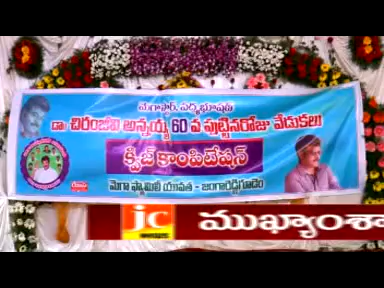 మెగాస్టార్, పద్మభూషణ
డా॥ చిరంజీవి అన్నయ్య 60 వ పుట్టినరోజు వేడుకలు
క్విజ్ కాంపిటేషన్
మెగా ఫ్యామిలీ యువత - జంగారెడ్డిగూడెం
jc ముఖ్యాంశా